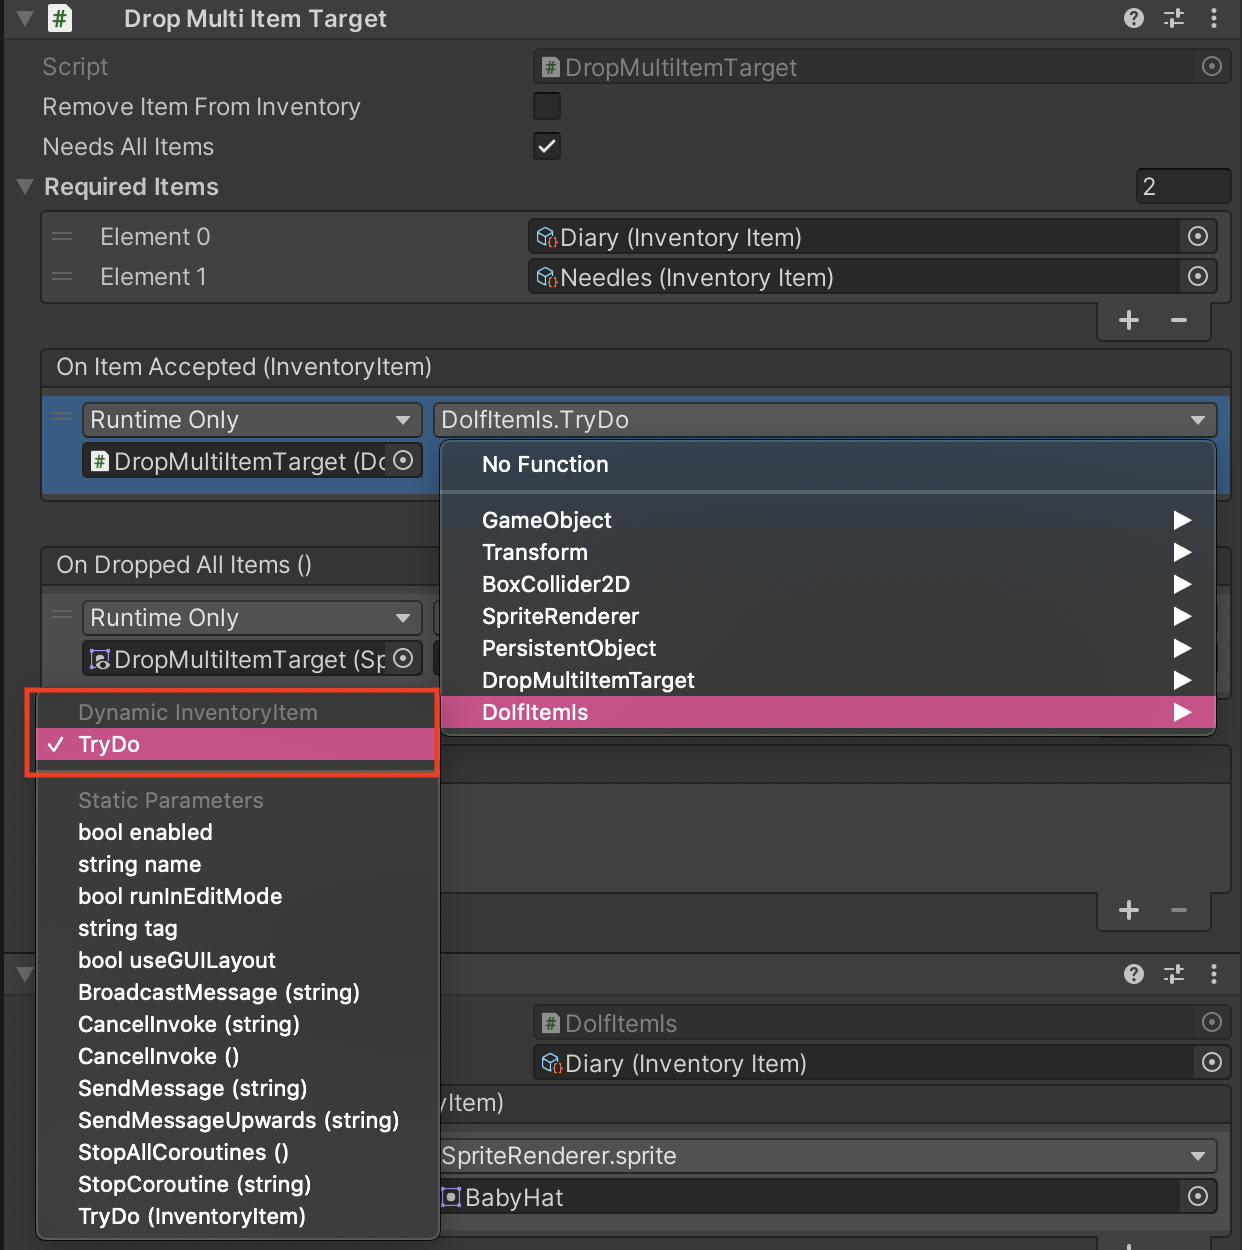 Drop Multi Item Target
Script
DropMultiItemTarget
Remove Item From Inventory
Needs All Items
Required Items
2
Element 0
Diary (Inventory Item)
Element 1
Needles (Inventory Item)
On Item Accepted (InventoryItem)
Runtime Only
DoIfItemIs.TryDo
DropMultiItemTarget (Do
No Function
GameObject
Transform
BoxCollider2D
SpriteRenderer
PersistentObject
DropMultiItemTarget
DoIfItemIs
On Dropped All Items ()
Runtime Only
DropMultiItemTarget (Sp
Dynamic InventoryItem
TryDo
Static Parameters
bool enabled
string name
bool runInEditMode
string tag
bool useGUILayout
BroadcastMessage (string)
CancelInvoke (string)
CancelInvoke ()
SendMessage (string)
SendMessageUpwards (string)
StopAllCoroutines ()
StopCoroutine (string)
TryDo (InventoryItem)
DoIfItemIs
Diary (Inventory Item)
yItem)
SpriteRenderer.sprite
BabyHat